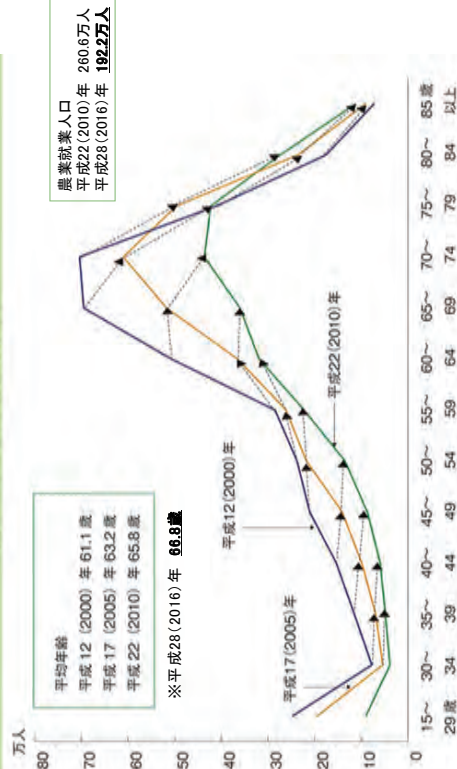 農業就業人口
平成22(2010)年 260.6万人
平成28(2016)年 192.2万人
平均年齢
平成12(2000)年 61.1歳
平成17(2005)年 63.2歳
平成22(2010)年 65.8歳
※平成28(2016)年 66.8歳
万人
80
70
60
50
40
30
20
10
0
平成17(2005)年
平成12(2000)年
平成22(2010)年
15~ 30~ 35~ 40~ 45~ 50~ 55~ 60~ 65~ 70~ 75~ 80~ 85歳
29歳 34 39 44 49 54 59 64 69 74 79 84 以上